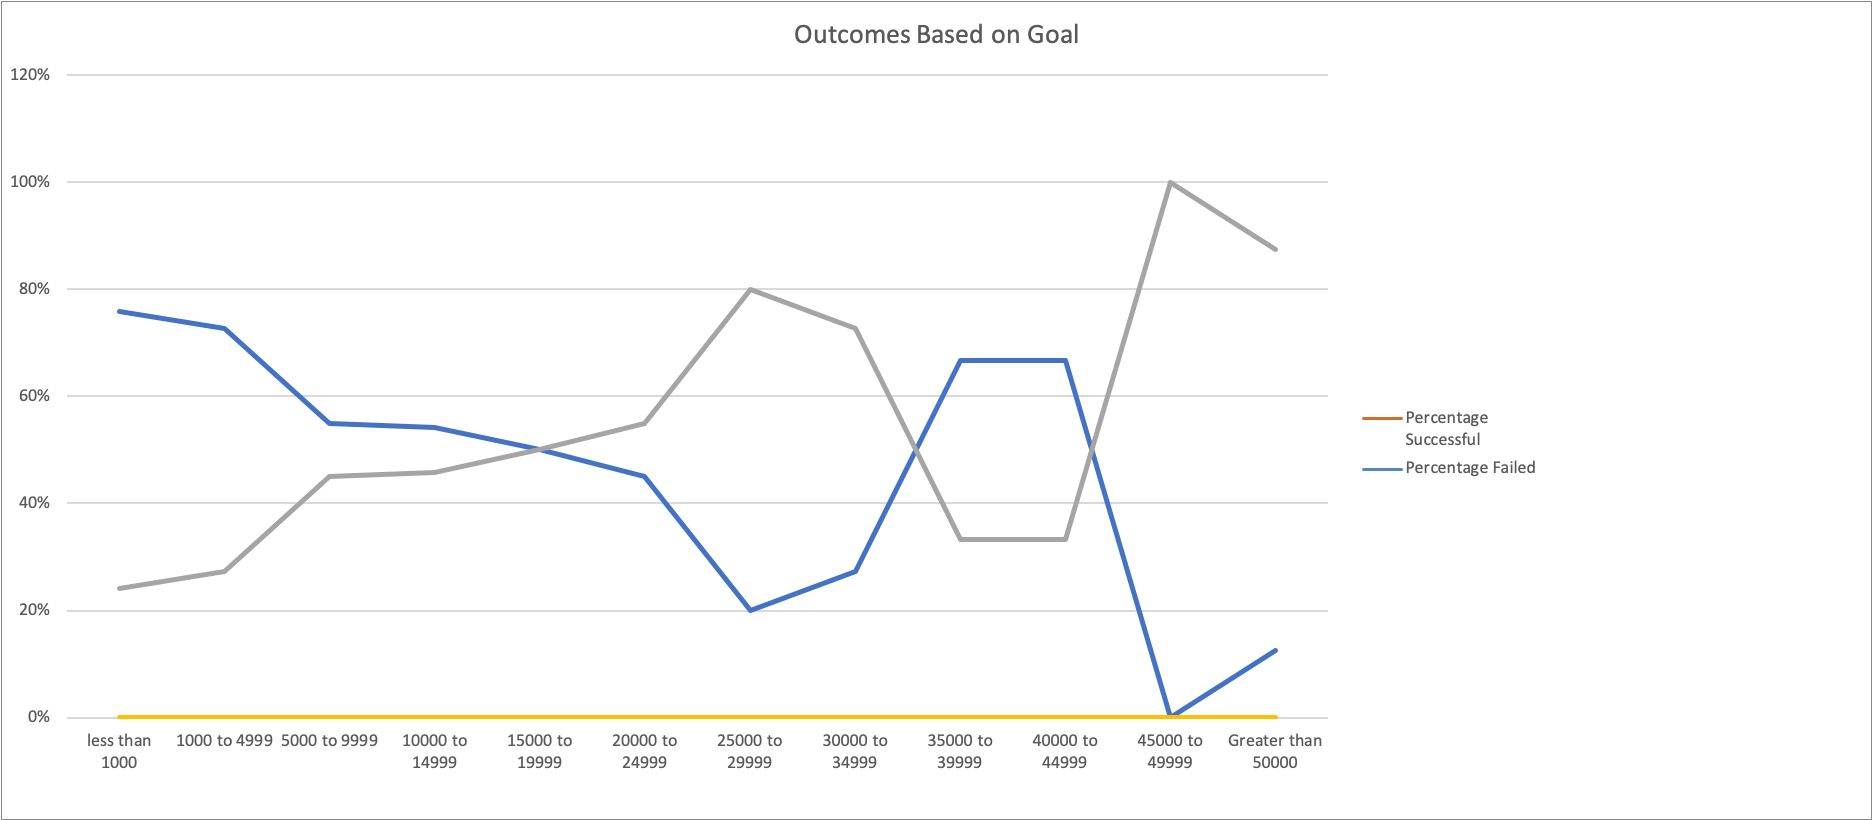 Outcomes Based on Goal
120%
100%
80%
60%
40%
20%
0%
less than
1000
1000 to 4999
5000 to 9999
10000 to
14999
15000 to
19999
20000 to
24999
25000 to
29999
30000 to
34999
35000 to
39999
40000 to
44999
45000 to
49999
Greater than
50000
Percentage
Successful
Percentage Failed